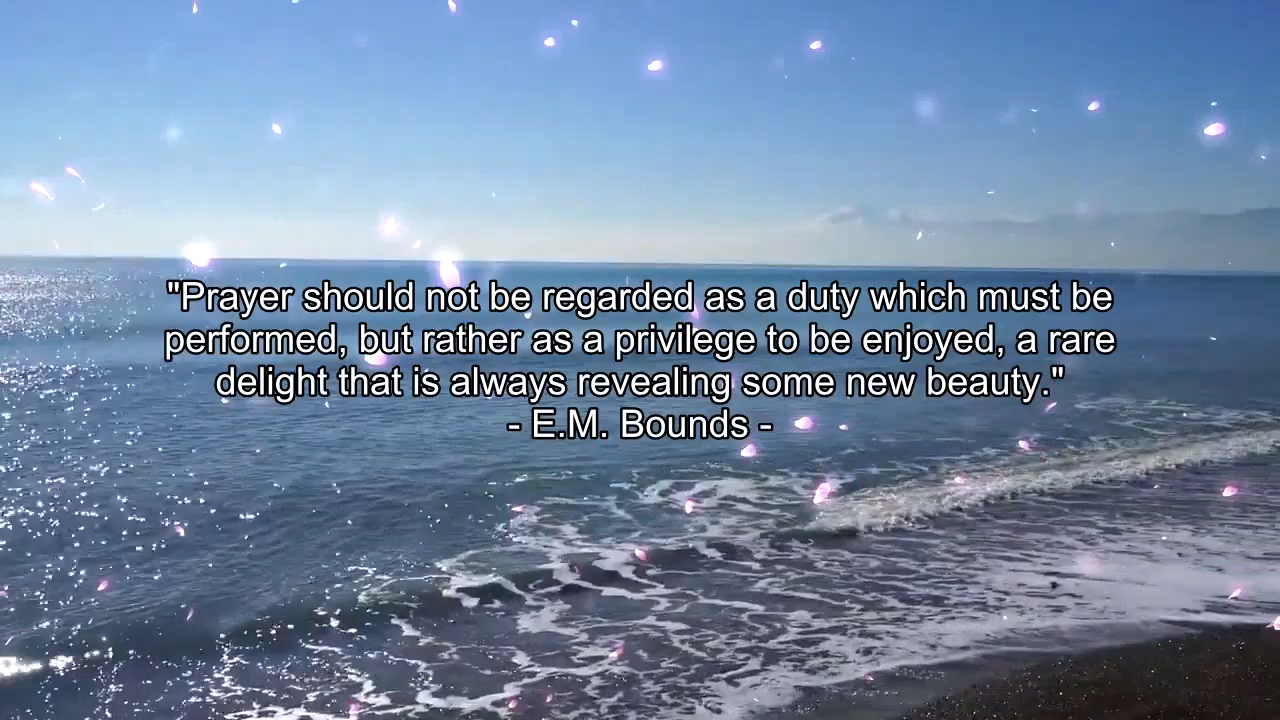 "Prayer should not be regarded as a duty which must be
performed, but rather as a privilege to be enjoyed, a rare
delight that is always revealing some new beauty."
- E.M. Bounds -